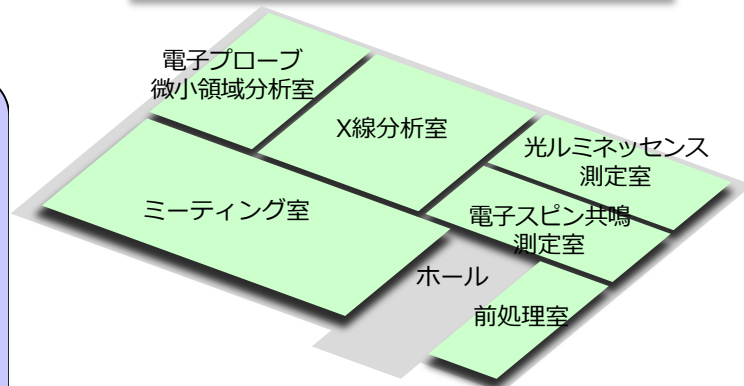 電子プローブ
微小領域分析室
X線分析室
光ルミネッセンス
測定室
ミーティング室
電子スピン共鳴
測定室
ホール
前処理室